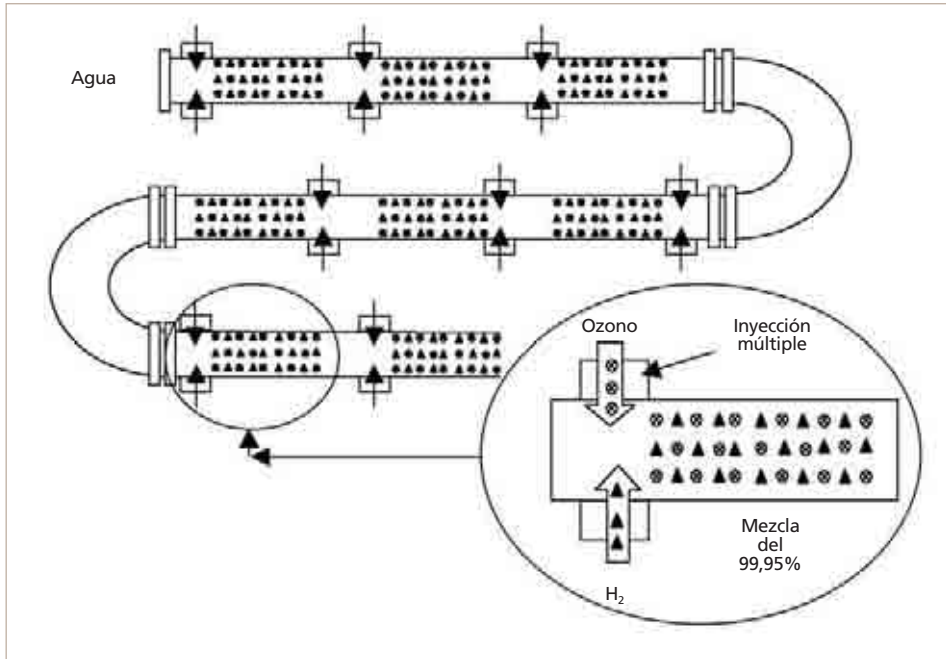 Agua
Ozono
Inyección
múltiple
Mezcla
del
99,95%
H₂